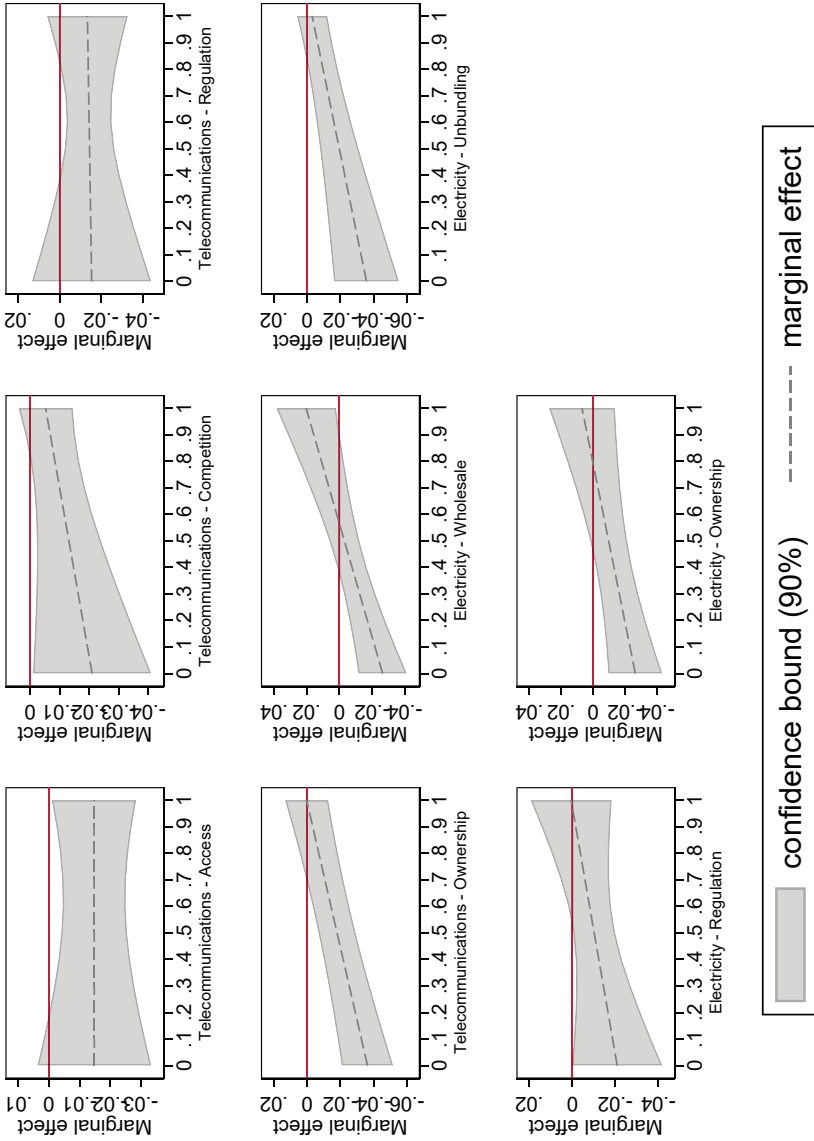 Marginal effect
-.03 -.02 -.01 0 .01
0 .1 .2 .3 .4 .5 .6 .7 .8 .9 1
Telecommunications - Access
Marginal effect
-.04 -.03 -.02 -.01 0
0 .1 .2 .3 .4 .5 .6 .7 .8 .9 1
Telecommunications - Competition
Marginal effect
-.04 -.02 0 .02
0 .1 .2 .3 .4 .5 .6 .7 .8 .9 1
Telecommunications - Regulation
Marginal effect
-.06 -.04 -.02 0 .02
0 .1 .2 .3 .4 .5 .6 .7 .8 .9 1
Telecommunications - Ownership
Marginal effect
-.04 -.02 0 .02 .04
0 .1 .2 .3 .4 .5 .6 .7 .8 .9 1
Electricity - Wholesale
Marginal effect
-.06 -.04 -.02 0 .02
0 .1 .2 .3 .4 .5 .6 .7 .8 .9 1
Electricity - Unbundling
Marginal effect
-.04 -.02 0 .02
0 .1 .2 .3 .4 .5 .6 .7 .8 .9 1
Electricity - Regulation
Marginal effect
-.04 -.02 0 .02 .04
0 .1 .2 .3 .4 .5 .6 .7 .8 .9 1
Electricity - Ownership
confidence bound (90%)
marginal effect